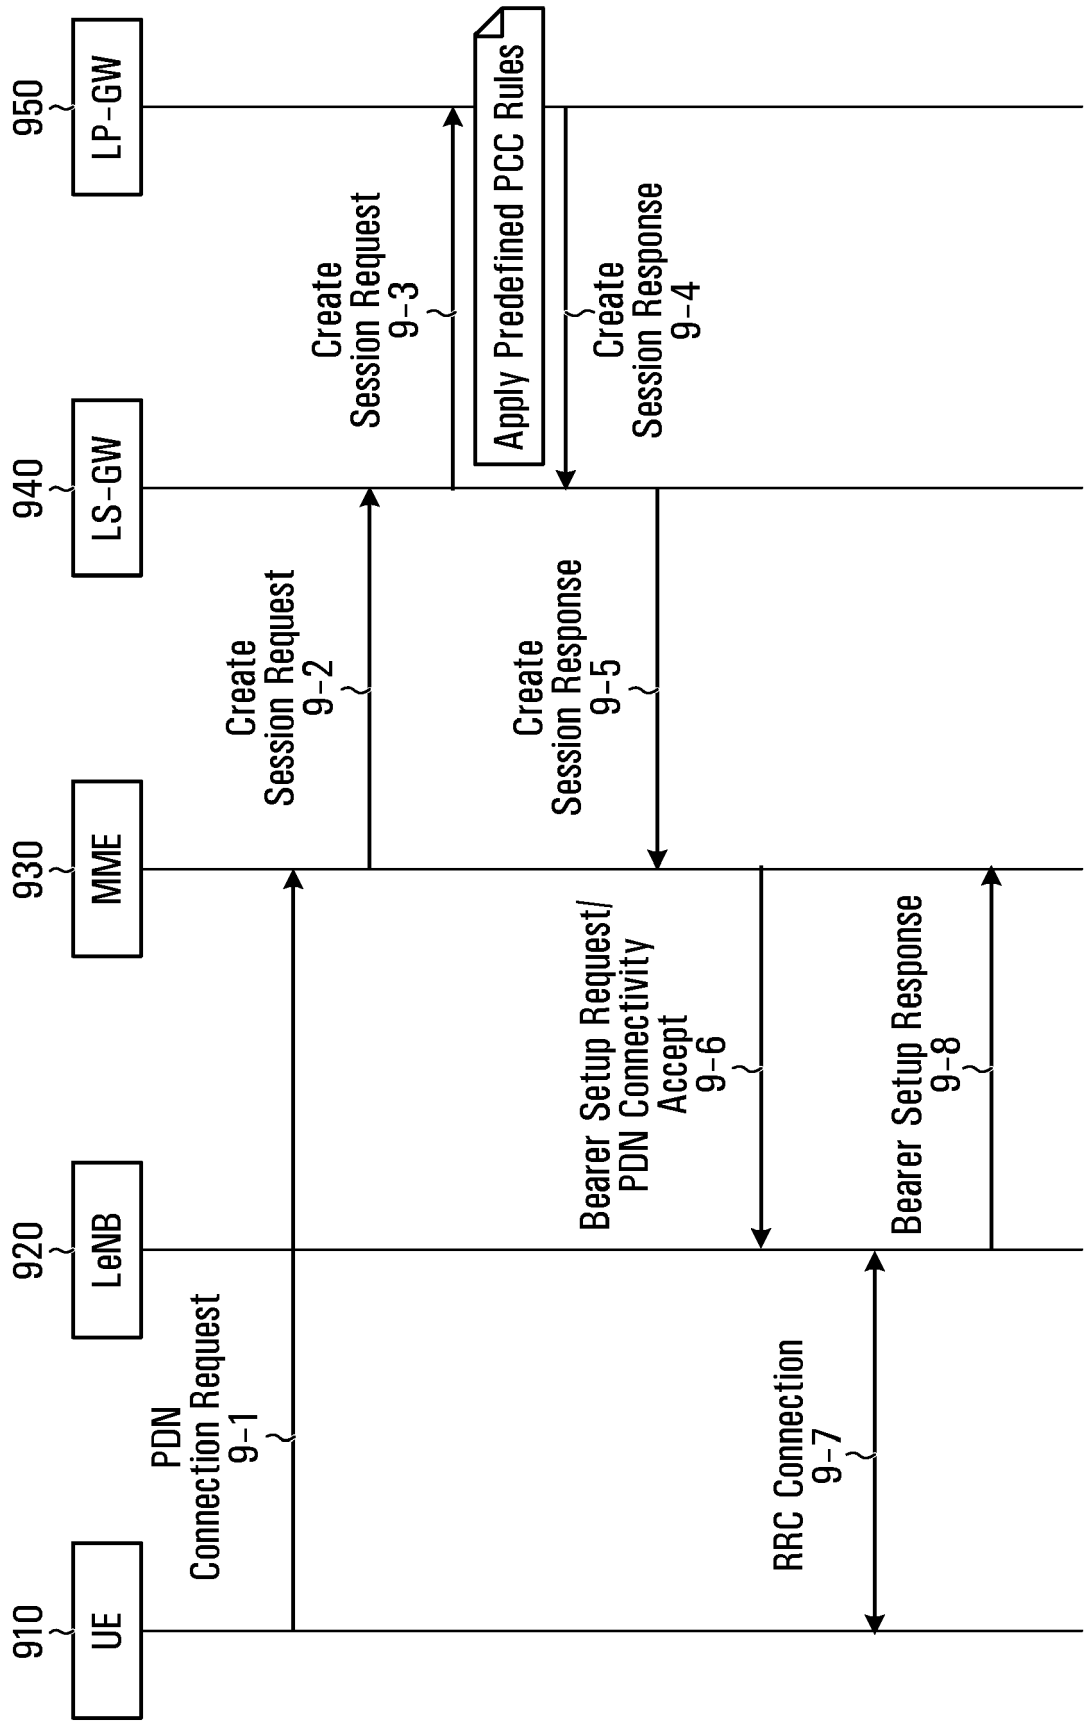 910
920
930
940
950
UE
LeNB
MME
LS-GW
LP-GW
PDN
Connection Request
9-1
Create
Session Request
9-2
Create
Session Request
9-3
Apply Predefined PCC Rules
Create
Session Response
9-4
Create
Session Response
9-5
Bearer Setup Request/
PDN Connectivity
Accept
9-6
RRC Connection
9-7
Bearer Setup Response
9-8